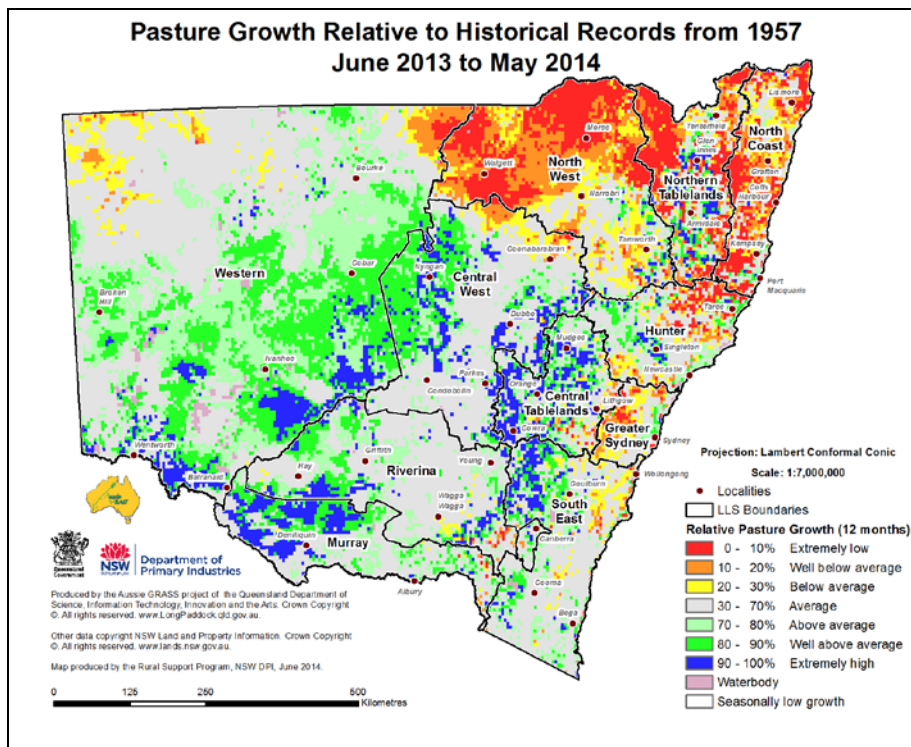 Pasture Growth Relative to Historical Records from 1957
June 2013 to May 2014
Lismore
Tenterfield
Glen
Innes
North
Coast
Moree
Walgett
North
West
Northern
Tablelands
Grafton
Coffs
Harbour
Bourke
Narrabri
Armidale
Tamworth
Coonabarabran
Kempsey
Port
Macquarie
Western
Cobar
Nyngan
Central
West
Broken
Hill
Taree
Hunter
Dubbo
Mudgee
Singleton
Ivanhoe
Newcastle
Parkes
Condobolin
Orange
Central
Tablelands
Lithgow
Greater
Sydney
Cowra
Sydney
Wentworth
Griffith
Young
Riverina
Hay
Balranald
Goulburn
Wollongong
South
East
Wagga
Wagga
Canberra
Deniliquin
Murray
Albury
Cooma
Bega
Projection: Lambert Conformal Conic
Scale: 1:7,000,000
Localities
LLS Boundaries
Relative Pasture Growth (12 months)
0 - 10% Extremely low
10 - 20% Well below average
20 - 30% Below average
30 - 70% Average
70 - 80% Above average
80 - 90% Well above average
90 - 100% Extremely high
Waterbody
Seasonally low growth
Queensland
Government
NSW
Department of
Primary Industries
Produced by the Aussie GRASS project of the Queensland Department of
Science, Information Technology, Innovation and the Arts. Crown Copyright
©. All rights reserved. www.LongPaddock.qld.gov.au.
Other data copyright NSW Land and Property Information. Crown Copyright
©. All rights reserved. www.lands.nsw.gov.au.
Map produced by the Rural Support Program, NSW DPI, June 2014.
0 125 250 500
Kilometres